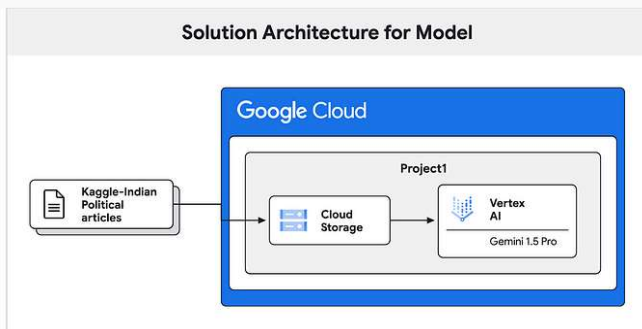 Solution Architecture for Model
Google Cloud
Project1
Kaggle-Indian
Political
articles
Cloud
Storage
Vertex
AI
Gemini 1.5 Pro